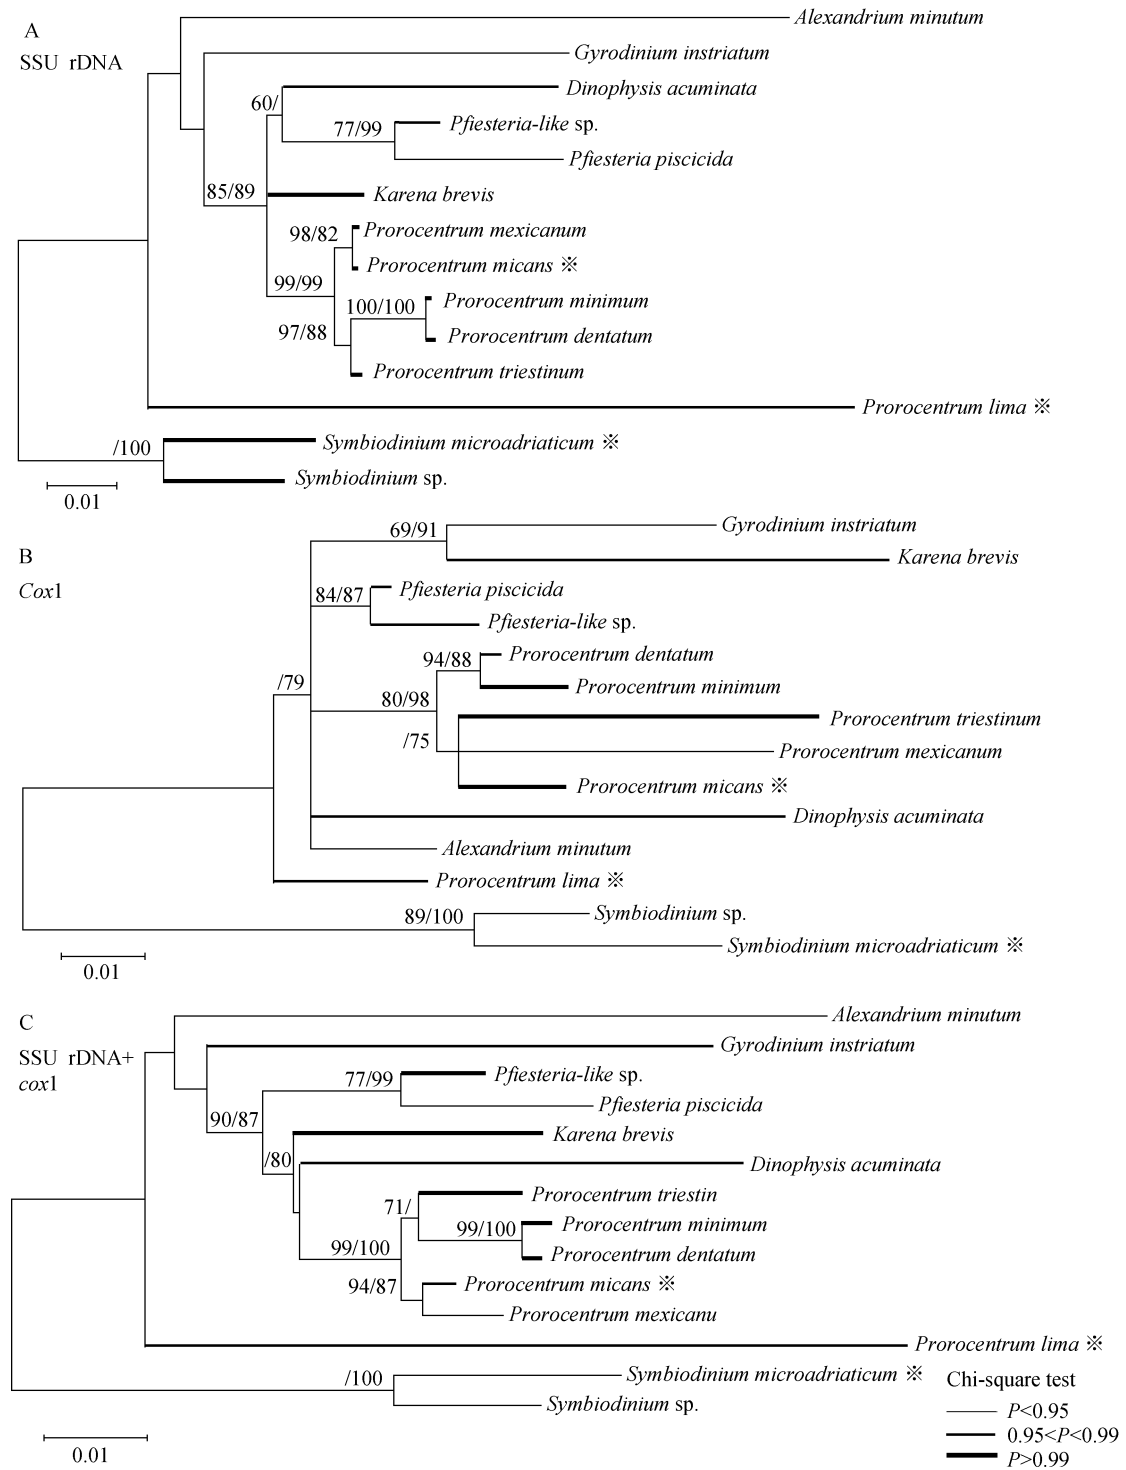 A
SSU rDNA
Alexandrium minutum
Gyrodinium instriatum
Dinophysis acuminata
60/
Pfiesteria-like sp.
77/99
Pfiesteria piscicida
85/89
Karena brevis
98/82
Prorocentrum mexicanum
Prorocentrum micans ※
99/99
100/100
Prorocentrum minimum
97/88
Prorocentrum dentatum
Prorocentrum triestinum
Prorocentrum lima ※
/100
Symbiodinium microadriaticum ※
Symbiodinium sp.
0.01
B
Cox1
69/91
Gyrodinium instriatum
Karena brevis
84/87
Pfiesteria piscicida
Pfiesteria-like sp.
94/88
Prorocentrum dentatum
/79
80/98
Prorocentrum minimum
Prorocentrum triestinum
/75
Prorocentrum mexicanum
Prorocentrum micans ※
Dinophysis acuminata
Alexandrium minutum
Prorocentrum lima ※
89/100
Symbiodinium sp.
Symbiodinium microadriaticum ※
0.01
C
SSU rDNA+
cox1
Alexandrium minutum
Gyrodinium instriatum
77/99
Pfiesteria-like sp.
Pfiesteria piscicida
90/87
Karena brevis
/80
Dinophysis acuminata
71/
Prorocentrum triestin
99/100
Prorocentrum minimum
99/100
Prorocentrum dentatum
94/87
Prorocentrum micans ※
Prorocentrum mexicanu
Prorocentrum lima ※
/100
Symbiodinium microadriaticum ※
Symbiodinium sp.
0.01
Chi-square test
P<0.95
0.95<P<0.99
P>0.99